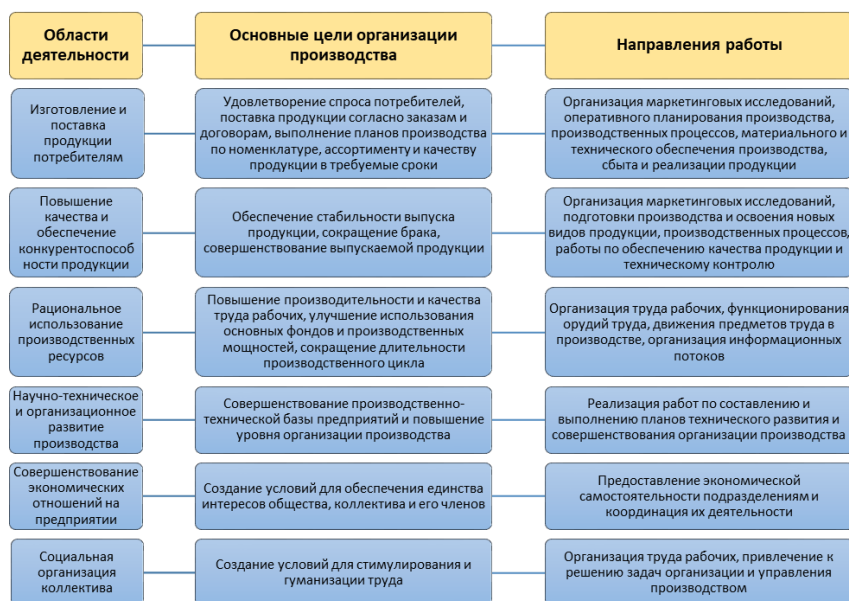 Области
деятельности
Основные цели организации
производства
Направления работы
Изготовление и
поставка
продукции
потребителям
Удовлетворение спроса потребителей,
поставка продукции согласно заказам и
договорам, выполнение планов производства
по номенклатуре, ассортименту и качеству
продукции в требуемые сроки
Организация маркетинговых исследований,
оперативного планирования производства,
производственных процессов, материального и
технического обеспечения производства,
сбыта и реализации продукции
Повышение
качества и
обеспечение
конкурентоспособ
ности продукции
Обеспечение стабильности выпуска
продукции, сокращение брака,
совершенствование выпускаемой продукции
Организация маркетинговых исследований,
подготовки производства и освоения новых
видов продукции, производственных процессов,
работы по обеспечению качества продукции и
техническому контролю
Рациональное
использование
производственных
ресурсов
Повышение производительности и качества
труда рабочих, улучшение использования
основных фондов и производственных
мощностей, сокращение длительности
производственного цикла
Организация труда рабочих, функционирования
орудий труда, движения предметов труда в
производстве, организация информационных
потоков
Научно-техническое
и организационное
развитие
производства
Совершенствование производственно-
технической базы предприятий и повышение
уровня организации производства
Реализация работ по составлению и
выполнению планов технического развития и
совершенствования организации производства
Совершенствование
экономических
отношений на
предприятии
Создание условий для обеспечения единства
интересов общества, коллектива и его членов
Предоставление экономической
самостоятельности подразделениям и
координация их деятельности
Социальная
организация
коллектива
Создание условий для стимулирования и
гуманизации труда
Организация труда рабочих, привлечение к
решению задач организации и управления
производством